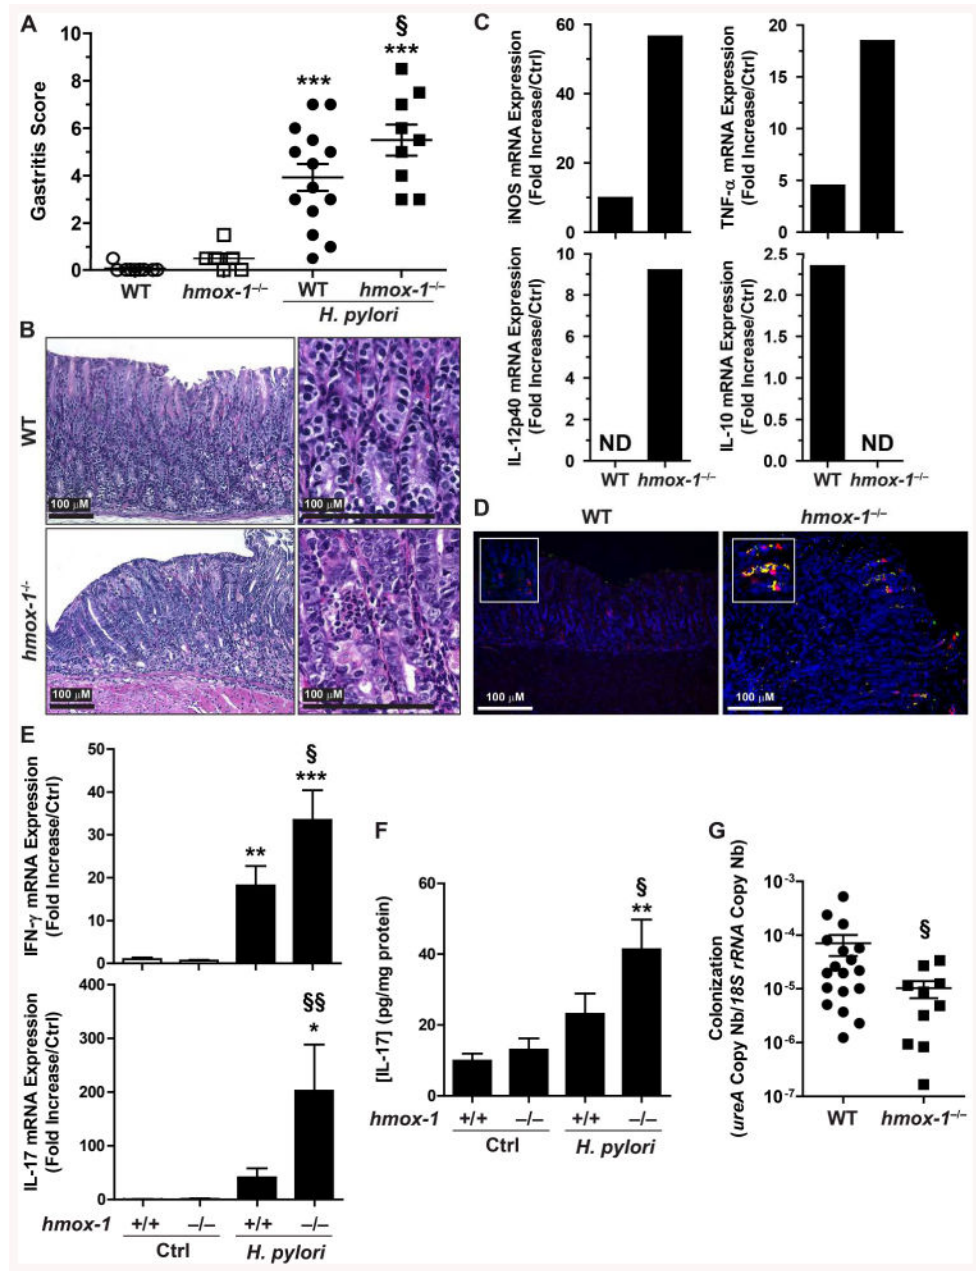 A
10
8
6
4
2
0
Gastritis Score
***
§
***
WT
hmox-1–/–
WT
hmox-1–/–
H. pylori
B
WT
100 μM
100 μM
hmox-1-/-
100 μM
100 μM
C
60
40
20
0
iNOS mRNA Expression
(Fold Increase/Ctrl)
20
15
10
5
0
TNF-α mRNA Expression
(Fold Increase/Ctrl)
10
8
6
4
2
0
IL-12p40 mRNA Expression
(Fold Increase/Ctrl)
ND
WT hmox-1–/–
2.5
2.0
1.5
1.0
0.5
0.0
IL-10 mRNA Expression
(Fold Increase/Ctrl)
ND
WT hmox-1–/–
D
WT
hmox-1–/–
100 μM
100 μM
E
50
40
30
20
10
0
IFN-γ mRNA Expression
(Fold Increase/Ctrl)
**
§
***
400
300
200
100
0
IL-17 mRNA Expression
(Fold Increase/Ctrl)
§§
*
hmox-1 +/+ –/– +/+ –/–
Ctrl H. pylori
F
60
40
20
0
[IL-17] (pg/mg protein)
§
**
hmox-1 +/+ –/– +/+ –/–
Ctrl H. pylori
G
10-3
10-4
10-5
10-6
10-7
Colonization
(ureA Copy Nb/18S rRNA Copy Nb)
§
WT hmox-1–/–